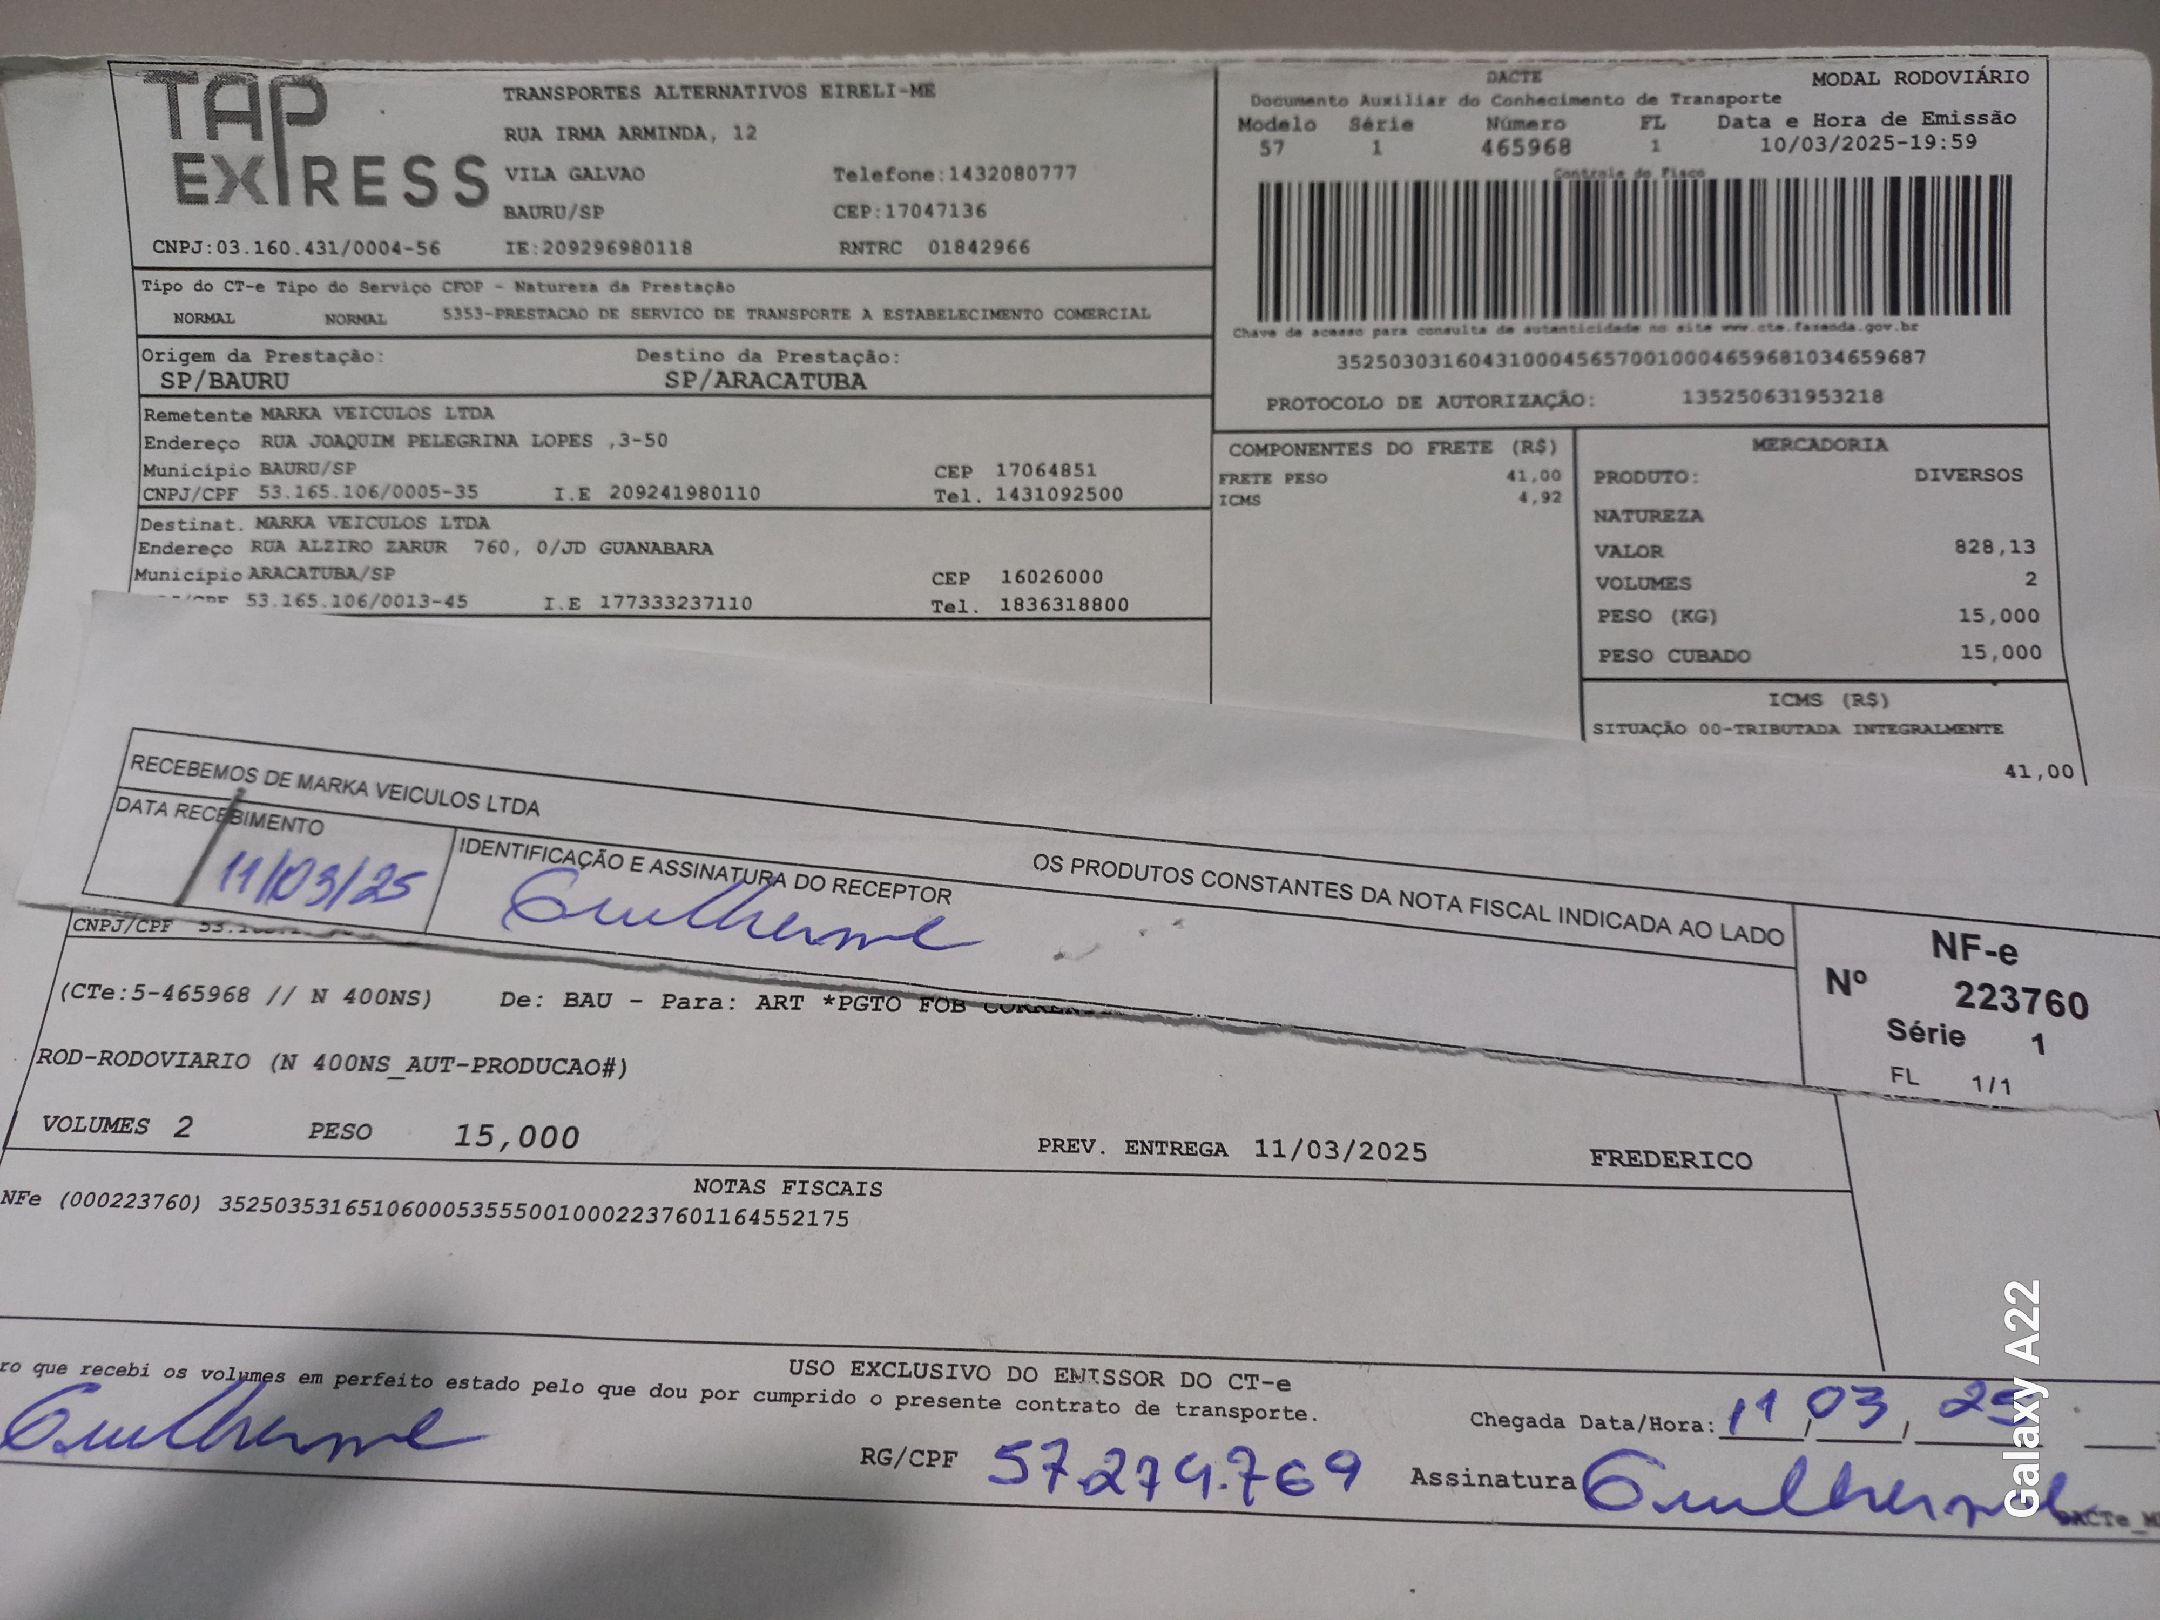 TAP EXPRESS
TRANSPORTES ALTERNATIVOS EIRELI-ME
RUA IRMA ARMINDA, 12
VILA GALVAO Telefone:1432080777
BAURU/SP CEP:17047136
CNPJ:03.160.431/0004-56 IE:209296980118 RNTRC 01842966
DACTE MODAL RODOVIÁRIO
Documento Auxiliar do Conhecimento de Transporte
Modelo Série Número FL Data e Hora de Emissão
57 1 465968 1 10/03/2025-19:59
Controle do Fisco
Chave de acesso para consulta de autenticidade no site www.cte.fazenda.gov.br
35250303160431000456570010004659681034659687
PROTOCOLO DE AUTORIZAÇÃO: 135250631953218
Tipo do CT-e Tipo do Serviço CFOP - Natureza da Prestação
NORMAL NORMAL 5353-PRESTACAO DE SERVICO DE TRANSPORTE A ESTABELECIMENTO COMERCIAL
Origem da Prestação: Destino da Prestação:
SP/BAURU SP/ARACATUBA
Remetente MARKA VEICULOS LTDA
Endereço RUA JOAQUIM PELEGRINA LOPES ,3-50
Município BAURU/SP CEP 17064851
CNPJ/CPF 53.165.106/0005-35 I.E 209241980110 Tel. 1431092500
Destinat. MARKA VEICULOS LTDA
Endereço RUA ALZIRO ZARUR 760, 0/JD GUANABARA
Município ARACATUBA/SP CEP 16026000
53.165.106/0013-45 I.E 177333237110 Tel. 1836318800
COMPONENTES DO FRETE (R$)
FRETE PESO 41,00
ICMS 4,92
MERCADORIA
PRODUTO: DIVERSOS
NATUREZA
VALOR 828,13
VOLUMES 2
PESO (KG) 15,000
PESO CUBADO 15,000
ICMS (R$)
SITUAÇÃO 00-TRIBUTADA INTEGRALMENTE
41,00
RECEBEMOS DE MARKA VEICULOS LTDA OS PRODUTOS CONSTANTES DA NOTA FISCAL INDICADA AO LADO
DATA RECEBIMENTO IDENTIFICAÇÃO E ASSINATURA DO RECEPTOR
11/03/25 Guilherme
NF-e
Nº 223760
Série 1
FL 1/1
CNPJ/CPF
(CTe:5-465968 // N 400NS) De: BAU - Para: ART *PGTO FOB
ROD-RODOVIARIO (N 400NS_AUT-PRODUCAO#)
VOLUMES 2 PESO 15,000 PREV. ENTREGA 11/03/2025 FREDERICO
NOTAS FISCAIS
NFe (000223760) 35250353165106000535550010002237601164552175
USO EXCLUSIVO DO EMISSOR DO CT-e
ro que recebi os volumes em perfeito estado pelo que dou por cumprido o presente contrato de transporte.
Guilherme
RG/CPF 57.274.769
Chegada Data/Hora: 11/03/25
Assinatura Guilherme
DACTe_M
Galaxy A22